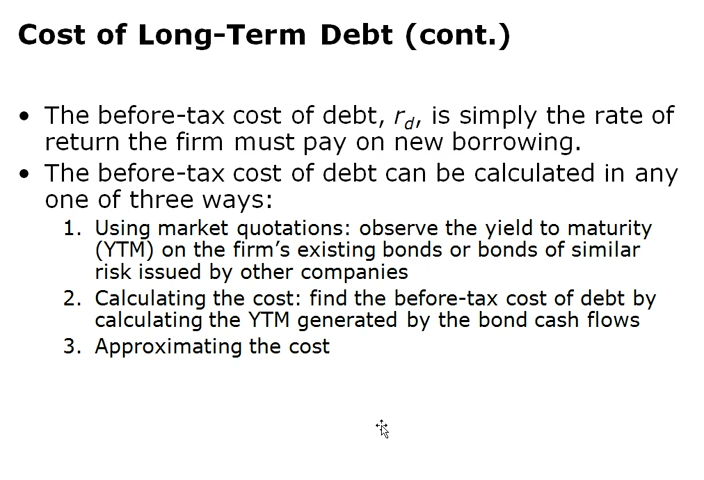 Cost of Long-Term Debt (cont.)
• The before-tax cost of debt, rd, is simply the rate of
return the firm must pay on new borrowing.
• The before-tax cost of debt can be calculated in any
one of three ways:
1. Using market quotations: observe the yield to maturity
(YTM) on the firm’s existing bonds or bonds of similar
risk issued by other companies
2. Calculating the cost: find the before-tax cost of debt by
calculating the YTM generated by the bond cash flows
3. Approximating the cost